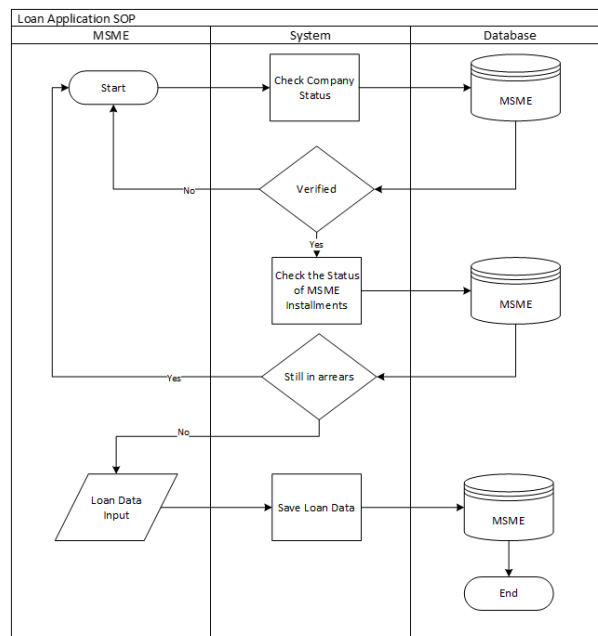 Loan Application SOP
MSME
System
Database
Start
Check Company
Status
MSME
Verified
No
Yes
Check the Status
of MSME
Installments
MSME
Still in arrears
Yes
No
Loan Data
Input
Save Loan Data
MSME
End